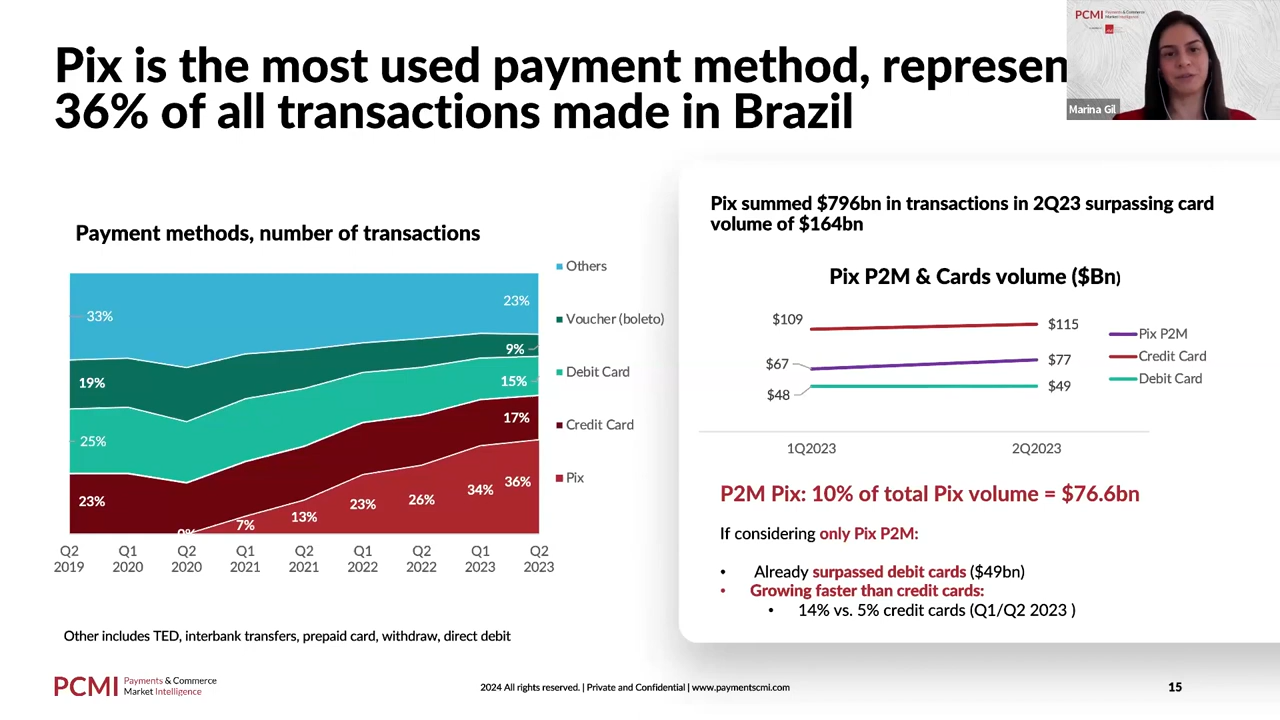 Pix is the most used payment method, represen
36% of all transactions made in Brazil
PCMI Payments & Commerce
Market Intelligence
Marina Gil
Payment methods, number of transactions
33%
19%
25%
23%
0%
7%
13%
23%
26%
34%
36%
17%
15%
9%
23%
Others
Voucher (boleto)
Debit Card
Credit Card
Pix
Q2 2019
Q1 2020
Q2 2020
Q1 2021
Q2 2021
Q1 2022
Q2 2022
Q1 2023
Q2 2023
Other includes TED, interbank transfers, prepaid card, withdraw, direct debit
Pix summed $796bn in transactions in 2Q23 surpassing card
volume of $164bn
Pix P2M & Cards volume ($Bn)
$109
$67
$48
$115
$77
$49
Pix P2M
Credit Card
Debit Card
1Q2023
2Q2023
P2M Pix: 10% of total Pix volume = $76.6bn
If considering only Pix P2M:
• Already surpassed debit cards ($49bn)
• Growing faster than credit cards:
• 14% vs. 5% credit cards (Q1/Q2 2023 )
PCMI Payments & Commerce
Market Intelligence
2024 All rights reserved. | Private and Confidential | www.paymentscmi.com
15